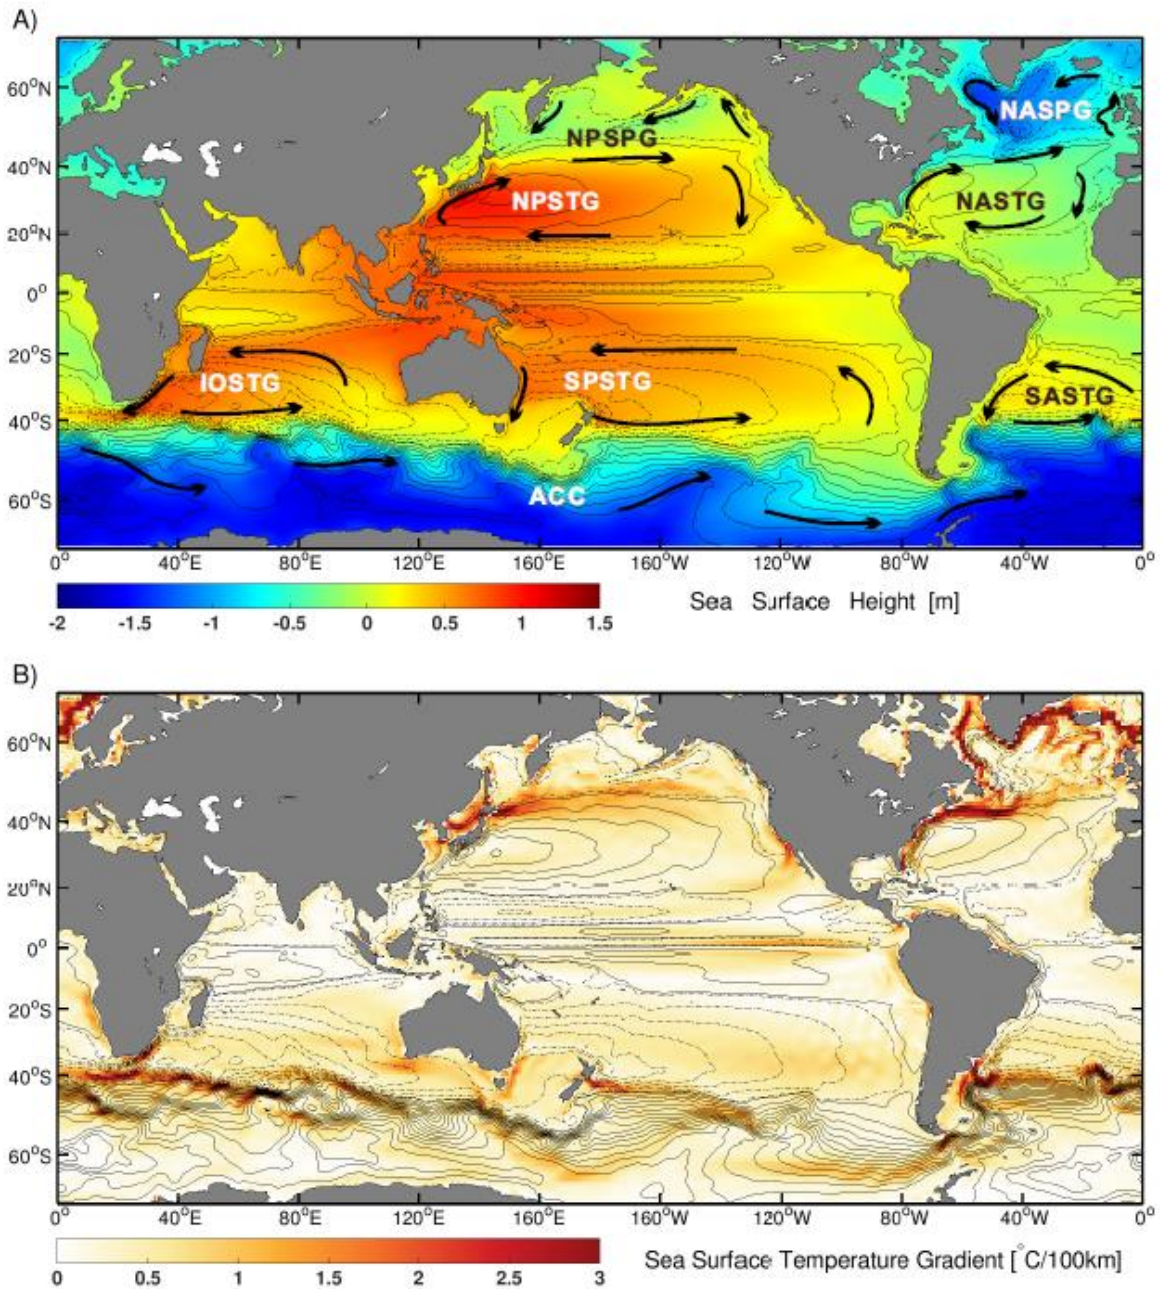 A)
60°N
40°N
20°N
0°
20°S
40°S
60°S
NPSPG
NASPG
NPSTG
NASTG
IOSTG
SPSTG
SASTG
ACC
0° 40°E 80°E 120°E 160°E 160°W 120°W 80°W 40°W 0°
-2 -1.5 -1 -0.5 0 0.5 1 1.5
Sea Surface Height [m]
B)
60°N
40°N
20°N
0°
20°S
40°S
60°S
0° 40°E 80°E 120°E 160°E 160°W 120°W 80°W 40°W 0°
0 0.5 1 1.5 2 2.5 3
Sea Surface Temperature Gradient [°C/100km]